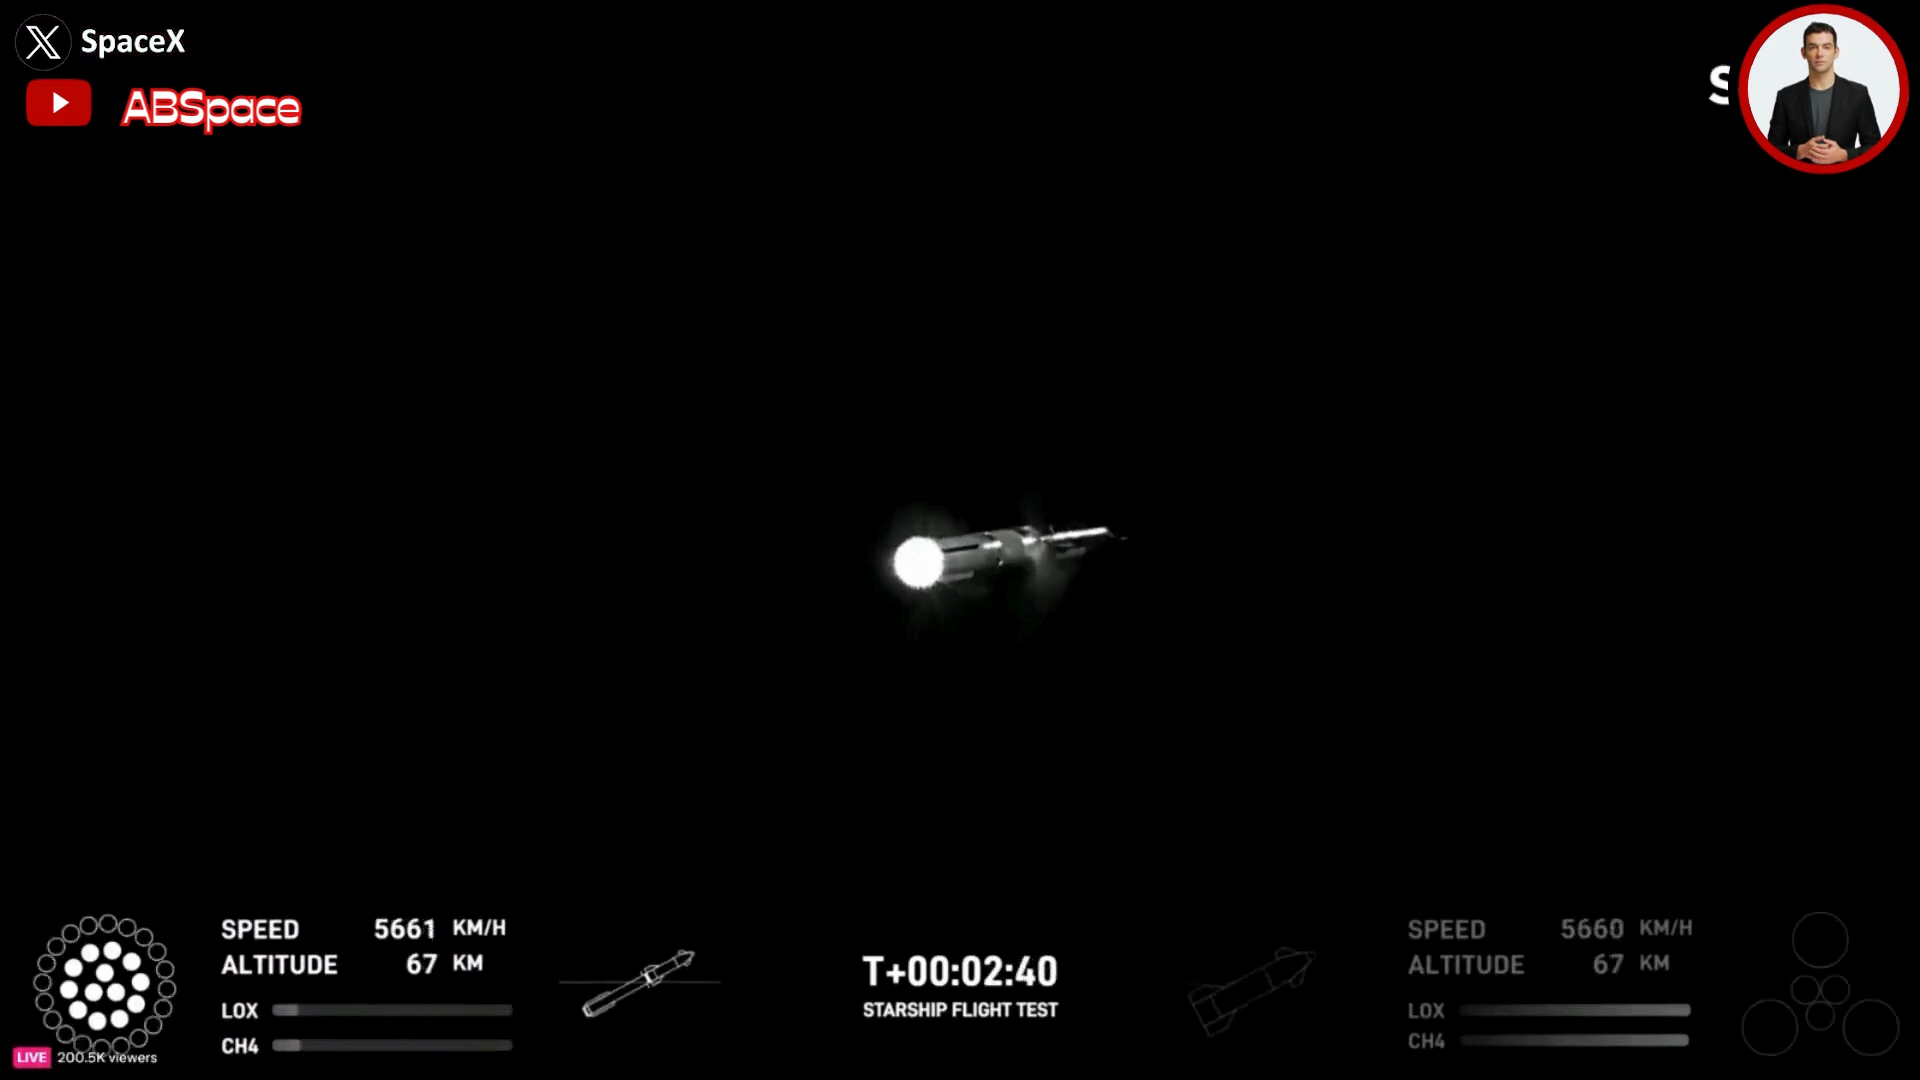 SpaceX
ABSpace
S
SPEED 5661 KM/H
ALTITUDE 67 KM
LOX
CH4
LIVE 200.5K viewers
T+00:02:40
STARSHIP FLIGHT TEST
SPEED 5660 KM/H
ALTITUDE 67 KM
LOX
CH4